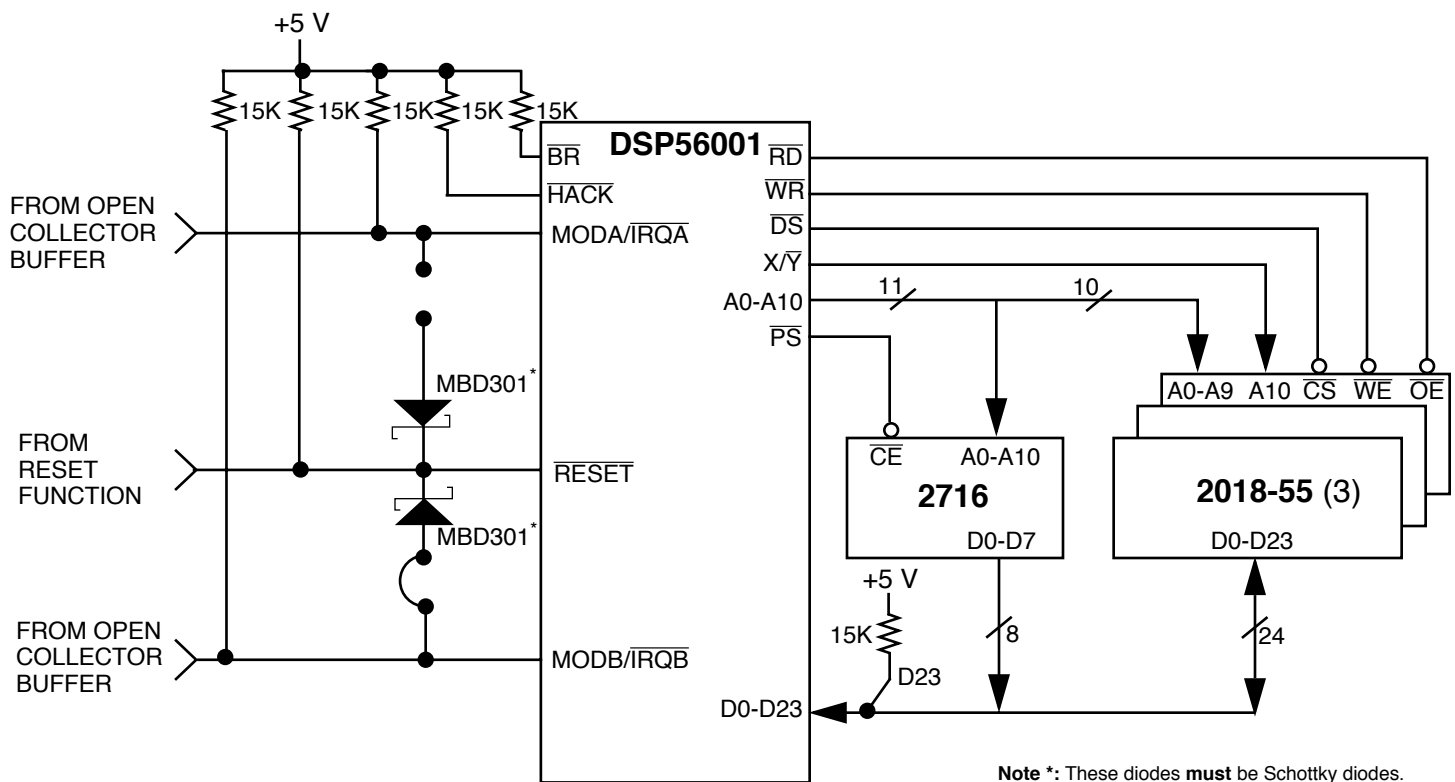 +5 V
15K 15K 15K 15K 15K
DSP56001
BR
HACK
FROM OPEN
COLLECTOR
BUFFER
MODA/IRQA
MBD301*
FROM
RESET
FUNCTION
RESET
MBD301*
FROM OPEN
COLLECTOR
BUFFER
MODB/IRQB
RD
WR
DS
X/Y
A0-A10
PS
D0-D23
11
10
CE A0-A10
2716
D0-D7
A0-A9 A10 CS WE OE
2018-55 (3)
D0-D23
+5 V
15K
D23
8
24
Note *: These diodes must be Schottky diodes.